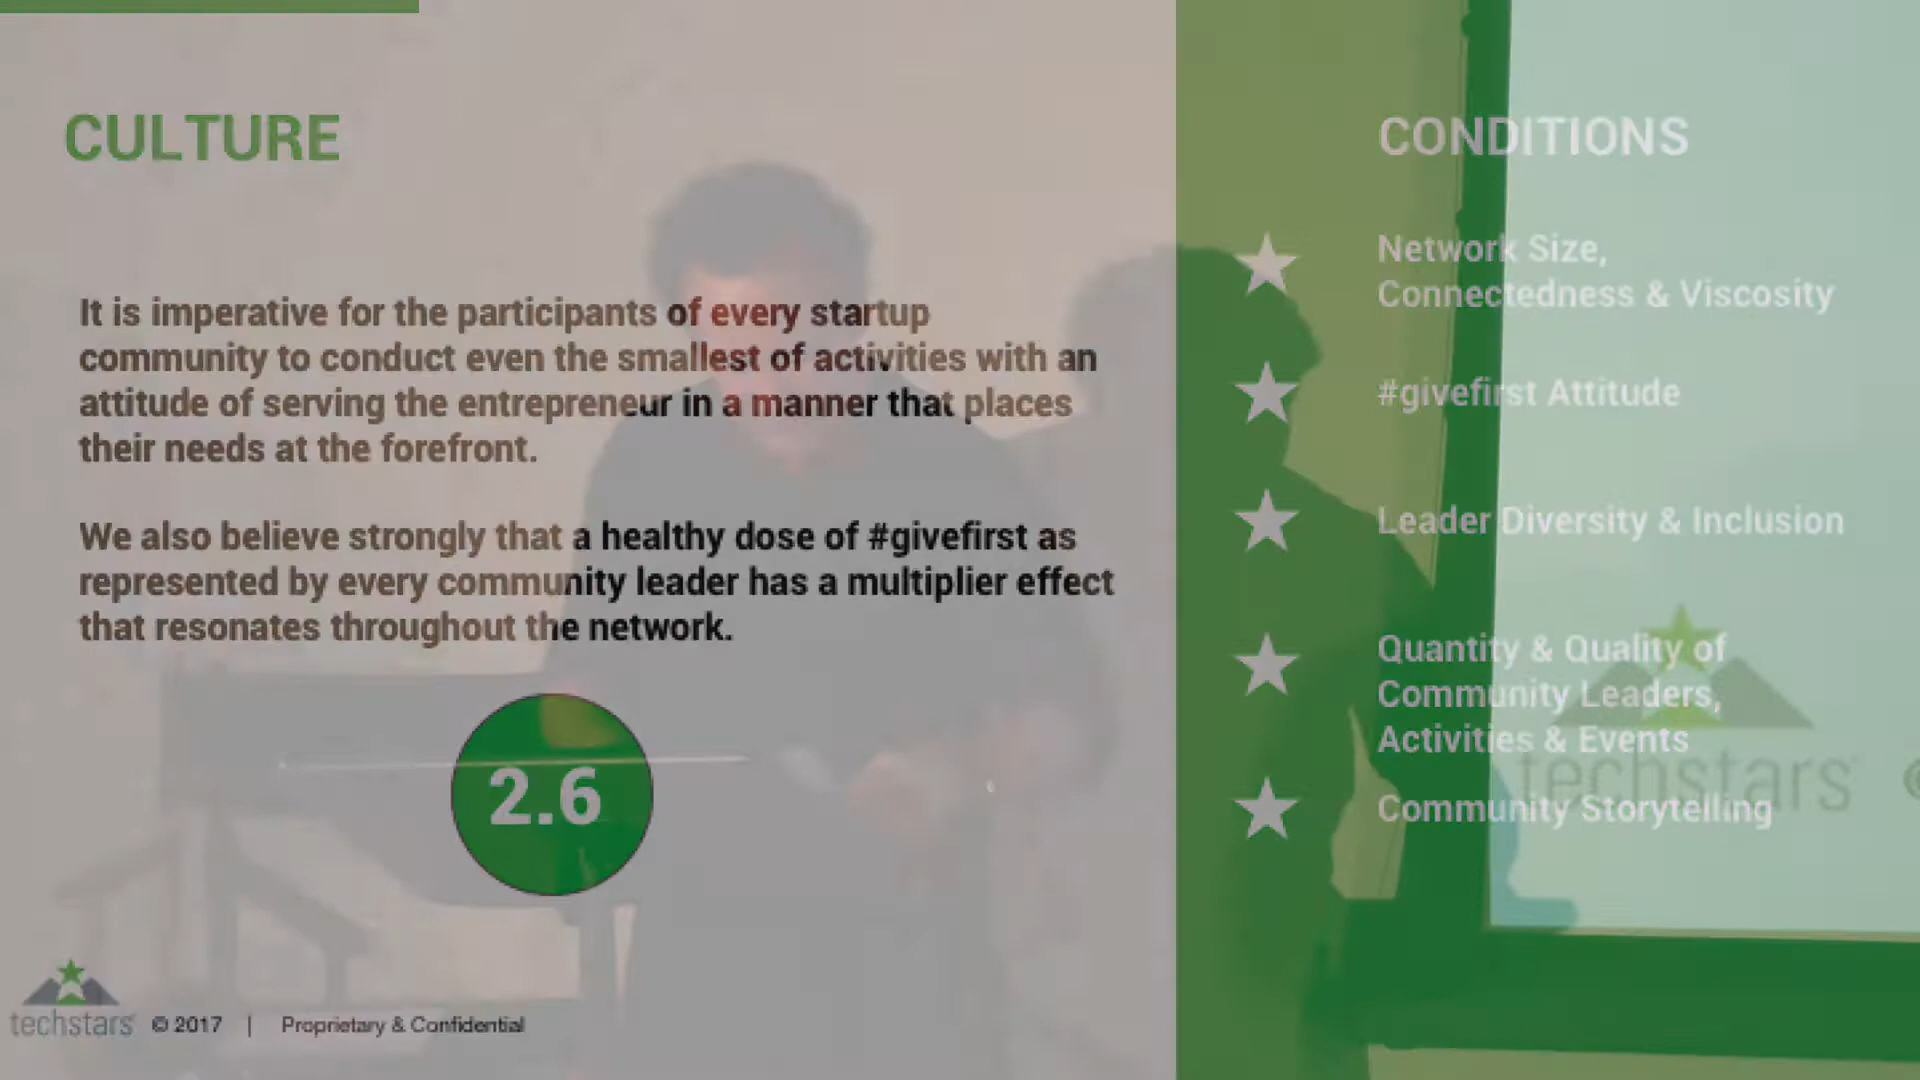 CULTURE
It is imperative for the participants of every startup
community to conduct even the smallest of activities with an
attitude of serving the entrepreneur in a manner that places
their needs at the forefront.
We also believe strongly that a healthy dose of #givefirst as
represented by every community leader has a multiplier effect
that resonates throughout the network.
2.6
techstars © 2017 | Proprietary & Confidential
CONDITIONS
Network Size,
Connectedness & Viscosity
#givefirst Attitude
Leader Diversity & Inclusion
Quantity & Quality of
Community Leaders,
Activities & Events
techstars
Community Storytelling